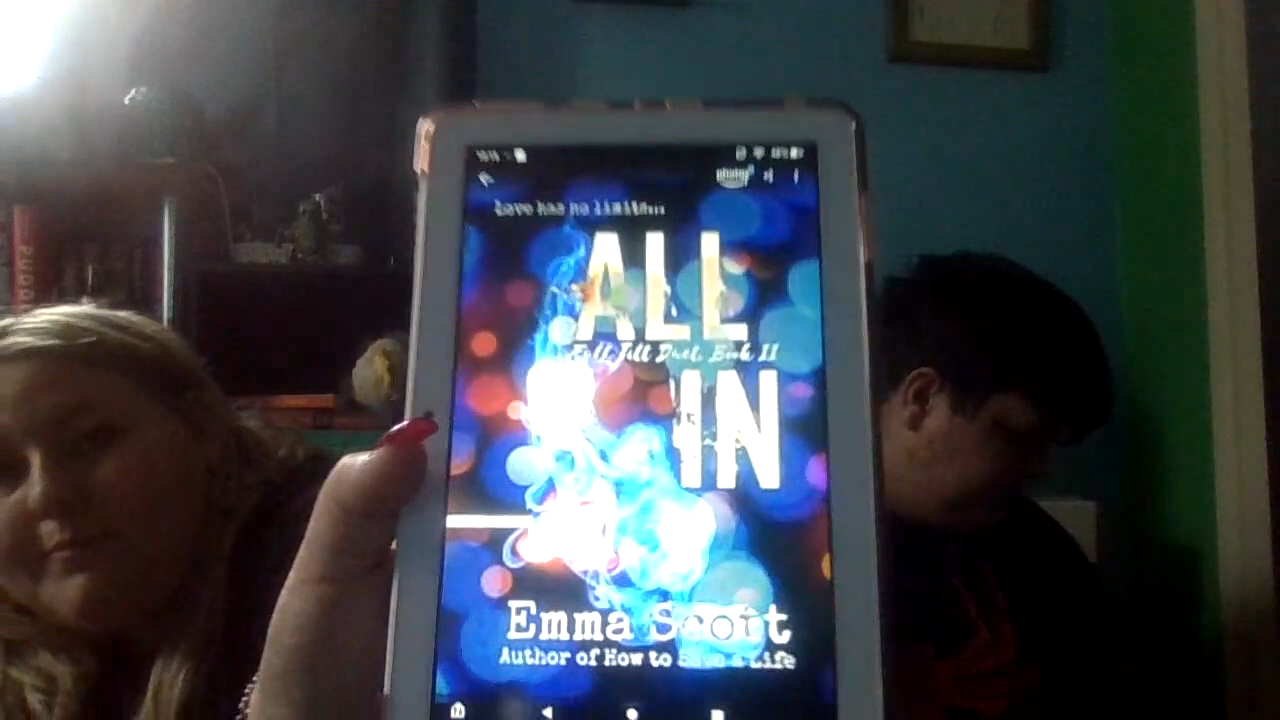 Love has no limits...
ALL
Full Tilt Duet, Book II
IN
Emma Scott
Author of How to Save a Life
PHOTO